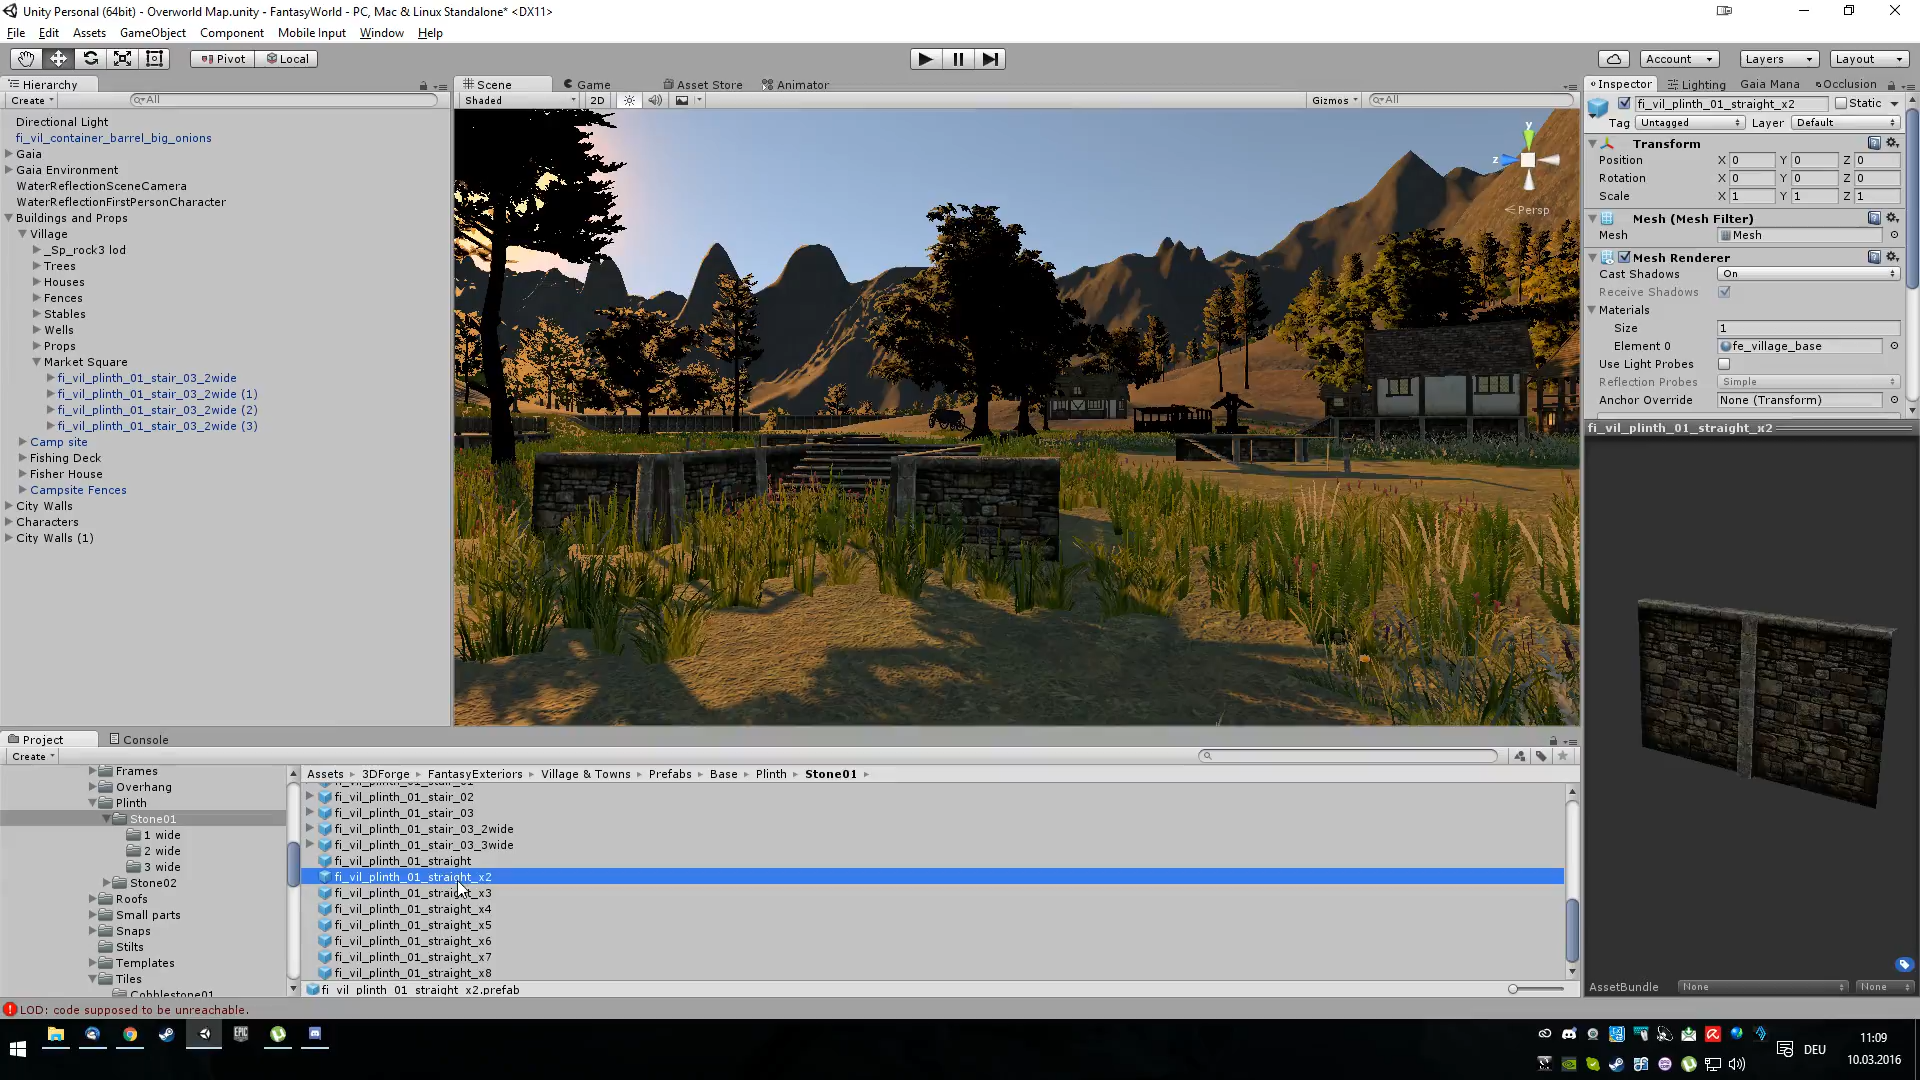 Unity Personal (64bit) - Overworld Map.unity - FantasyWorld - PC, Mac & Linux Standalone* <DX11>
File Edit Assets GameObject Component Mobile Input Window Help
Pivot Local Account Layers Layout
Hierarchy Scene Game Asset Store Animator Inspector Lighting Gaia Mana Occlusion
Create All Shaded 2D Gizmos All fi_vil_plinth_01_straight_x2 Static
Tag Untagged Layer Default
Directional Light
fi_vil_container_barrel_big_onions
Gaia
Gaia Environment
WaterReflectionSceneCamera
WaterReflectionFirstPersonCharacter
Buildings and Props
Village
_Sp_rock3 lod
Trees
Houses
Fences
Stables
Wells
Props
Market Square
fi_vil_plinth_01_stair_03_2wide
fi_vil_plinth_01_stair_03_2wide (1)
fi_vil_plinth_01_stair_03_2wide (2)
fi_vil_plinth_01_stair_03_2wide (3)
Camp site
Fishing Deck
Fisher House
Campsite Fences
City Walls
Characters
City Walls (1)
y
z
Persp
Transform
Position X 0 Y 0 Z 0
Rotation X 0 Y 0 Z 0
Scale X 1 Y 1 Z 1
Mesh (Mesh Filter)
Mesh Mesh
Mesh Renderer
Cast Shadows On
Receive Shadows
Materials
Size 1
Element 0 fe_village_base
Use Light Probes
Reflection Probes Simple
Anchor Override None (Transform)
fi_vil_plinth_01_straight_x2
AssetBundle None None
Project Console
Create
Frames
Overhang
Plinth
Stone01
1 wide
2 wide
3 wide
Stone02
Roofs
Small parts
Snaps
Stilts
Templates
Tiles
Cobblestone01
Assets 3DForge FantasyExteriors Village & Towns Prefabs Base Plinth Stone01
fi_vil_plinth_01_stair_02
fi_vil_plinth_01_stair_03
fi_vil_plinth_01_stair_03_2wide
fi_vil_plinth_01_stair_03_3wide
fi_vil_plinth_01_straight
fi_vil_plinth_01_straight_x2
fi_vil_plinth_01_straight_x3
fi_vil_plinth_01_straight_x4
fi_vil_plinth_01_straight_x5
fi_vil_plinth_01_straight_x6
fi_vil_plinth_01_straight_x7
fi_vil_plinth_01_straight_x8
fi_vil_plinth_01_straight_x2.prefab
LOD: code supposed to be unreachable.
EPIC
DEU
11:09
10.03.2016